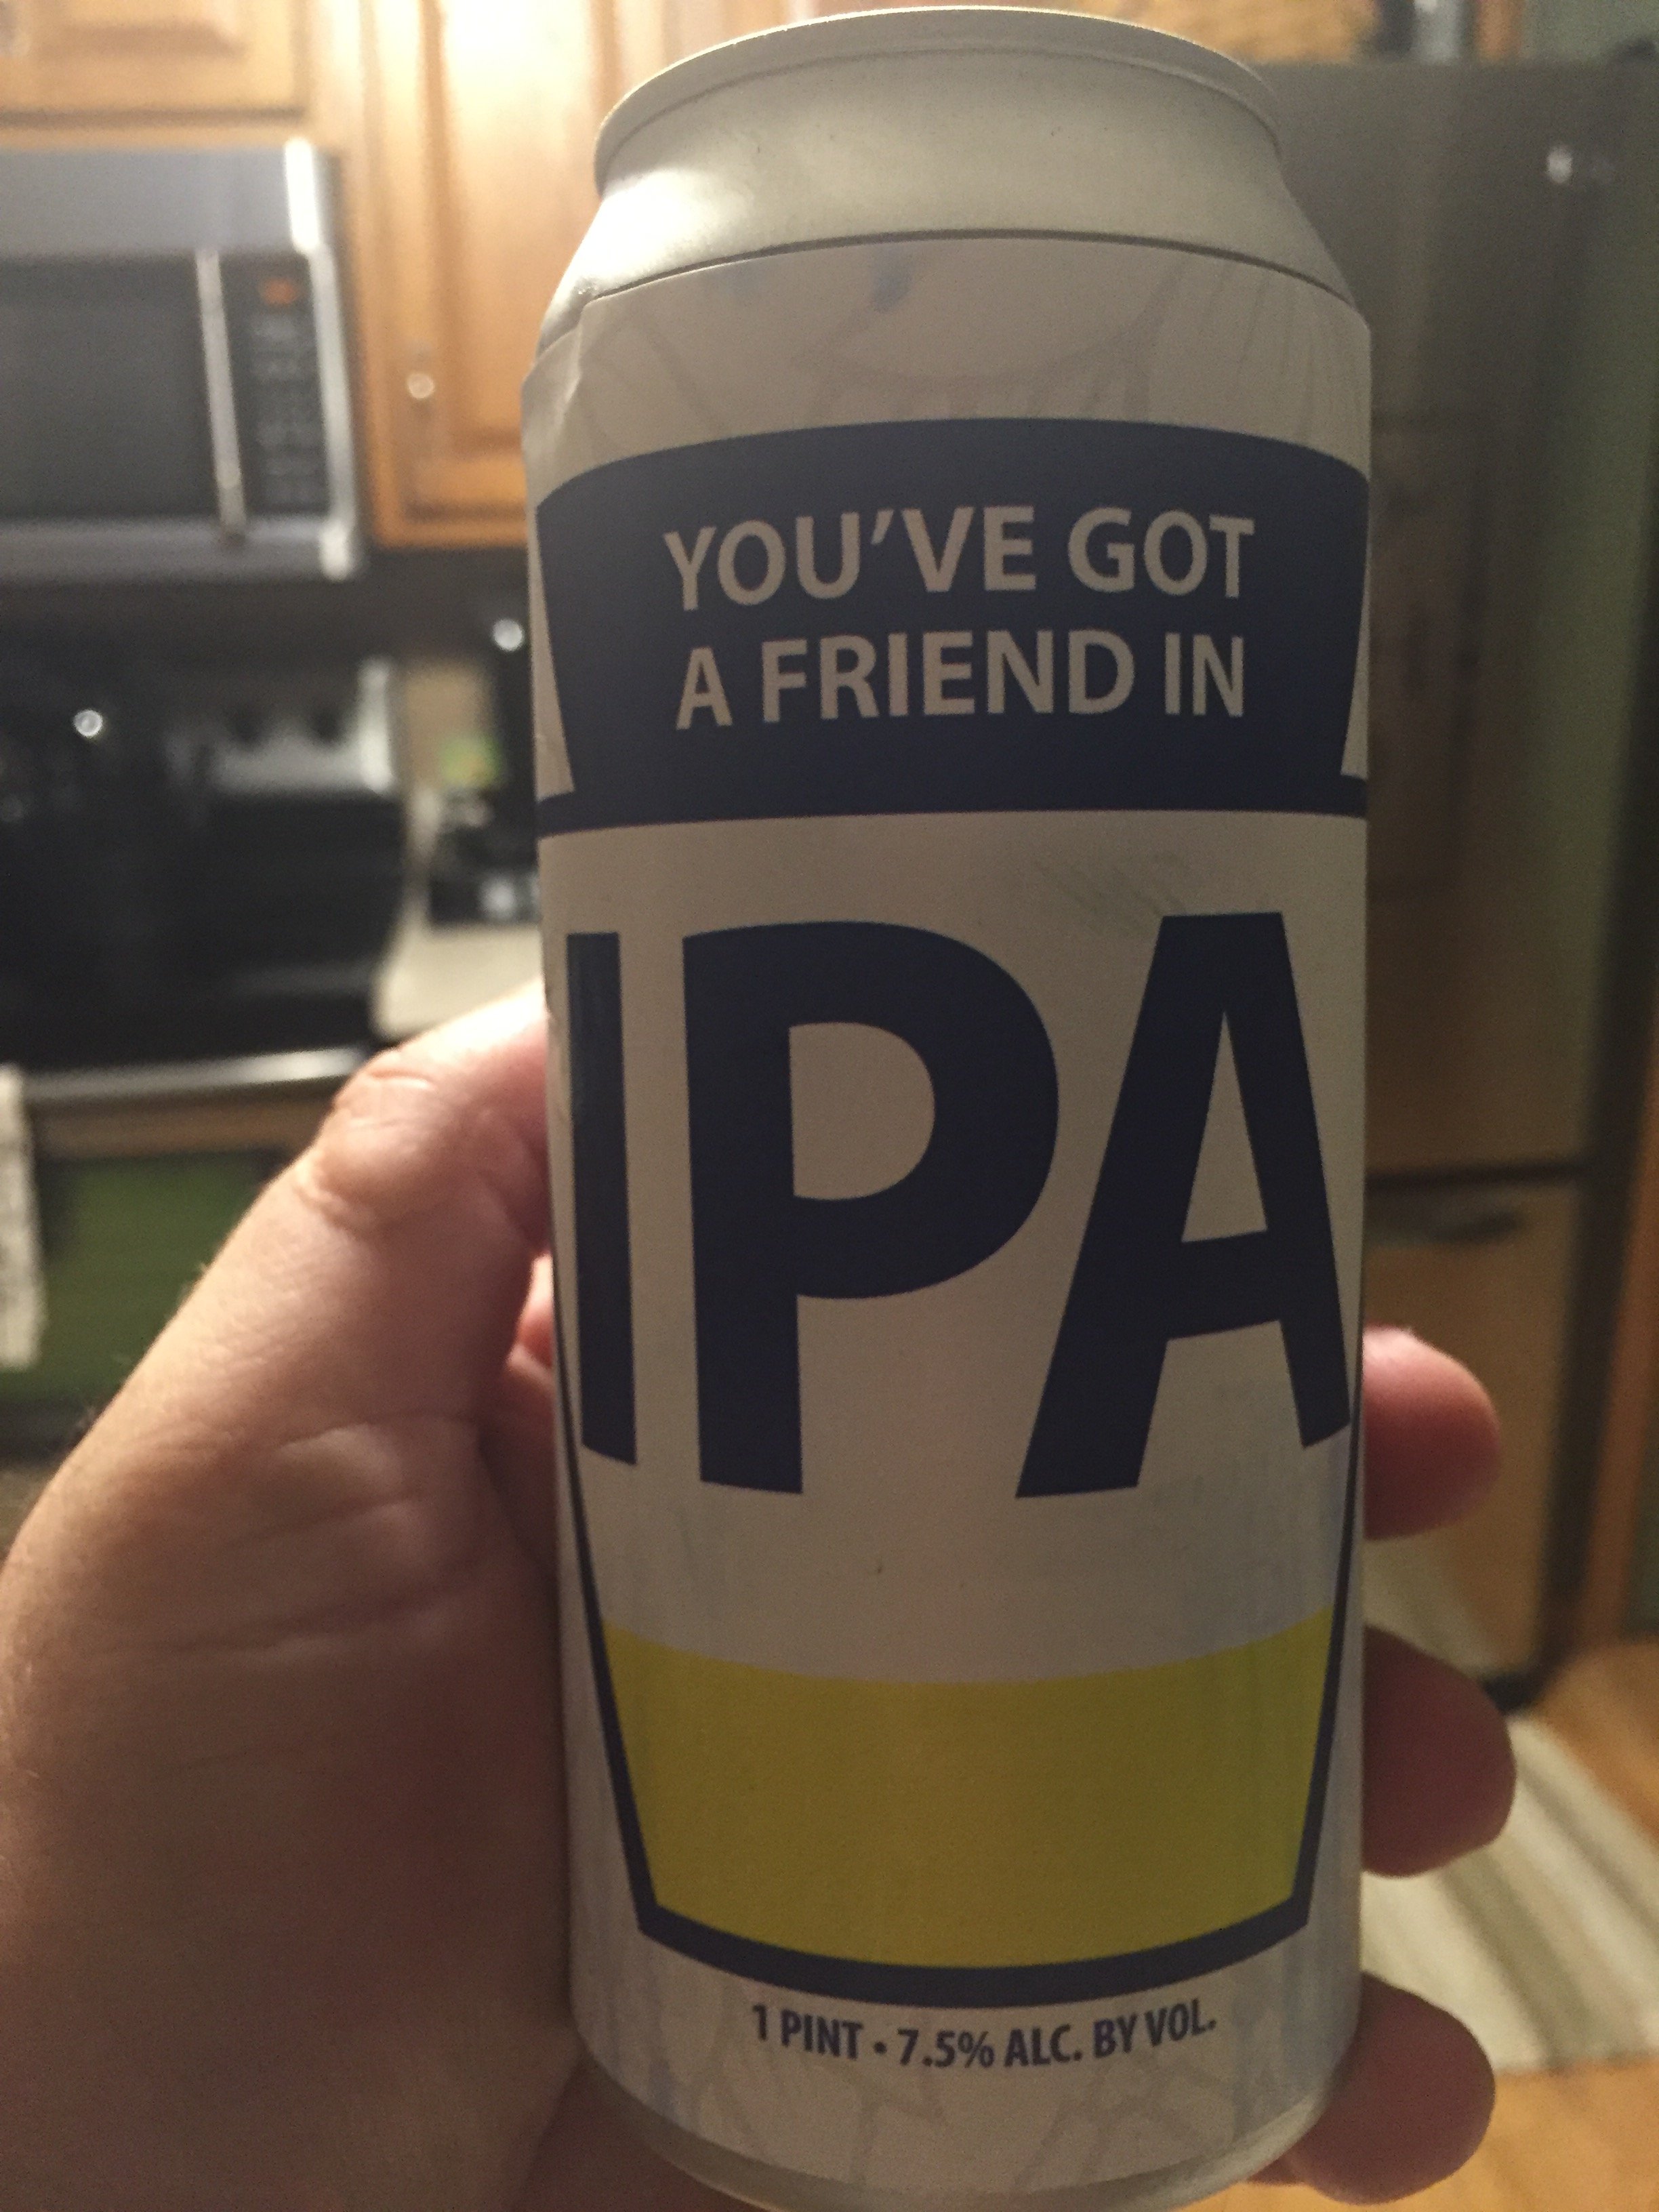 YOU'VE GOT
A FRIEND IN
IPA
1 PINT • 7.5% ALC. BY VOL.